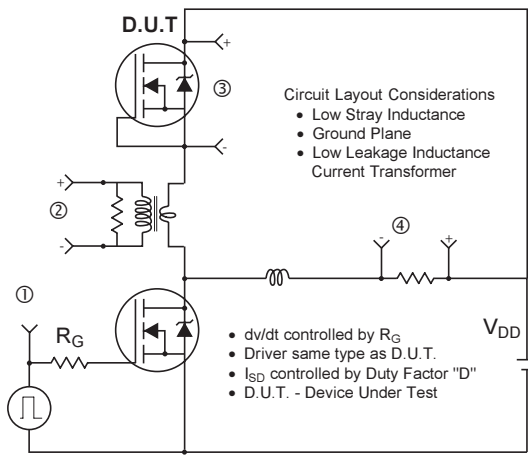 D.U.T
+
③
-
Circuit Layout Considerations
• Low Stray Inductance
• Ground Plane
• Low Leakage Inductance
Current Transformer
+
②
-
④
-
+
①
RG
VDD
• dv/dt controlled by RG
• Driver same type as D.U.T.
• ISD controlled by Duty Factor "D"
• D.U.T. - Device Under Test